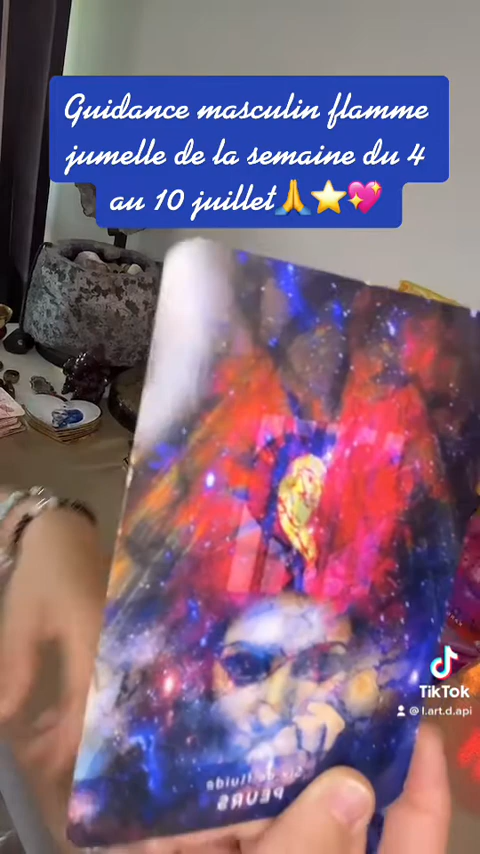 Guidance masculin flamme
jumelle de la semaine du 4
au 10 juillet🙏⭐💖
TikTok
@l.art.d.api
PEURS